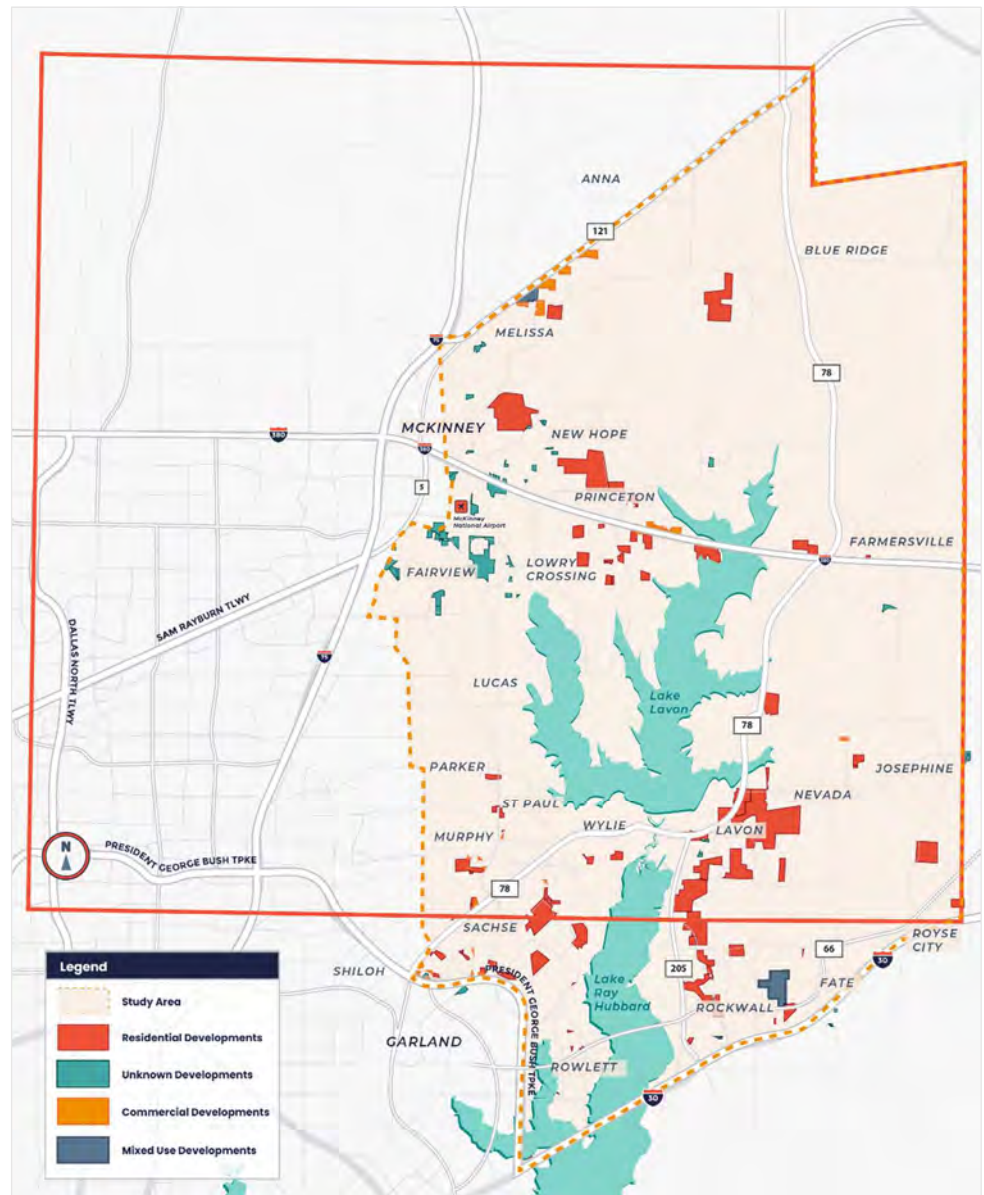 ANNA
121
BLUE RIDGE
MELISSA
75
78
MCKINNEY
380
NEW HOPE
380
5
PRINCETON
McKinney
National Airport
FARMERSVILLE
380
FAIRVIEW
LOWRY
CROSSING
SAM RAYBURN TLWY
DALLAS NORTH TLWY
75
LUCAS
Lake
Lavon
78
PARKER
JOSEPHINE
ST PAUL
NEVADA
WYLIE
LAVON
MURPHY
N
PRESIDENT GEORGE BUSH TPKE
78
SACHSE
ROYSE
CITY
66
30
SHILOH
PRESIDENT GEORGE BUSH TPKE
Lake
Ray
Hubbard
205
FATE
ROCKWALL
GARLAND
ROWLETT
30
Legend
Study Area
Residential Developments
Unknown Developments
Commercial Developments
Mixed Use Developments